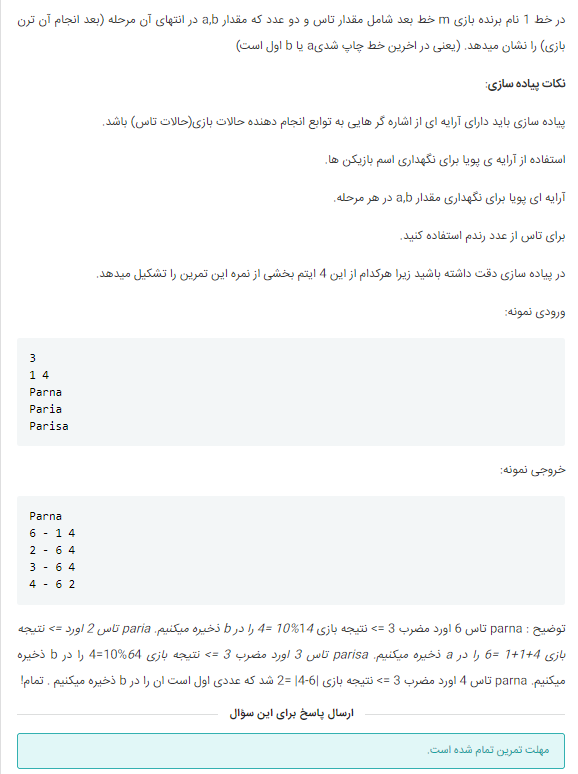 در خط 1 نام برنده بازی m خط بعد شامل مقدار تاس و دو عدد که مقدار a,b در انتهای آن مرحله (بعد انجام آن ترن
بازی) را نشان میدهد. (یعنی در اخرین خط چاپ شدیa یا b اول است)
نکات پیاده سازی:
پیاده سازی باید دارای آرایه ای از اشاره گر هایی به توابع انجام دهنده حالات بازی(حالات تاس) باشد.
استفاده از آرایه ی پویا برای نگهداری اسم بازیکن ها.
آرایه ای پویا برای نگهداری مقدار a,b در هر مرحله.
برای تاس از عدد رندم استفاده کنید.
در پیاده سازی دقت داشته باشید زیرا هرکدام از این 4 ایتم بخشی از نمره این تمرین را تشکیل میدهد.
ورودی نمونه:
3
1 4
Parna
Paria
Parisa
خروجی نمونه:
Parna
6 - 1 4
2 - 6 4
3 - 6 4
4 - 6 2
توضیح : parna تاس 6 اورد مضرب 3 => نتیجه بازی 14%10 =4 را در b ذخیره میکنیم. paria تاس 2 اورد => نتیجه
بازی 4+1+1 =6 را در a ذخیره میکنیم. parisa تاس 3 اورد مضرب 3 => نتیجه بازی 64%10=4 را در b ذخیره
میکنیم. parna تاس 4 اورد مضرب 3 => نتیجه بازی |6-4| =2 شد که عددی اول است ان را در b ذخیره میکنیم . تمام!
ارسال پاسخ برای این سؤال
مهلت تمرین تمام شده است.